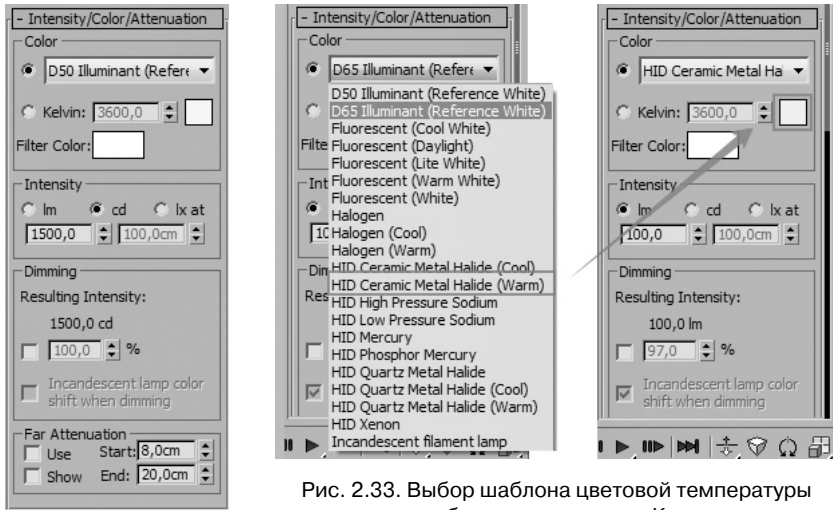 - Intensity/Color/Attenuation
Color
D50 Illuminant (Refere
Kelvin: 3600,0
Filter Color:
Intensity
lm cd lx at
1500,0 100,0cm
Dimming
Resulting Intensity:
1500,0 cd
100,0 %
Incandescent lamp color
shift when dimming
Far Attenuation
Use Start: 8,0cm
Show End: 20,0cm
- Intensity/Color/Attenuation
Color
D65 Illuminant (Refere
D50 Illuminant (Reference White)
D65 Illuminant (Reference White)
Fluorescent (Cool White)
Fluorescent (Daylight)
Fluorescent (Lite White)
Fluorescent (Warm White)
Fluorescent (White)
Halogen
Halogen (Cool)
Halogen (Warm)
HID Ceramic Metal Halide (Cool)
HID Ceramic Metal Halide (Warm)
HID High Pressure Sodium
HID Low Pressure Sodium
HID Mercury
HID Phosphor Mercury
HID Quartz Metal Halide
HID Quartz Metal Halide (Cool)
HID Quartz Metal Halide (Warm)
HID Xenon
Incandescent filament lamp
- Intensity/Color/Attenuation
Color
HID Ceramic Metal Ha
Kelvin: 3600,0
Filter Color:
Intensity
lm cd lx at
100,0 100,0cm
Dimming
Resulting Intensity:
100,0 lm
97,0 %
Incandescent lamp color
shift when dimming
Рис. 2.33. Выбор шаблона цветовой температуры